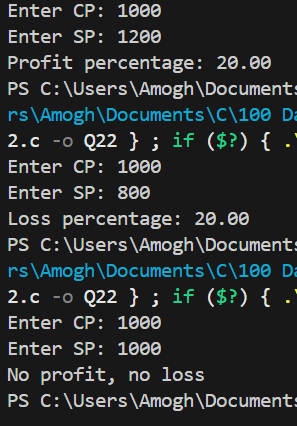 Enter CP: 1000
Enter SP: 1200
Profit percentage: 20.00
PS C:\Users\Amogh\Documents
rs\Amogh\Documents\C\100 Da
2.c -o Q22 } ; if ($?) { .\
Enter CP: 1000
Enter SP: 800
Loss percentage: 20.00
PS C:\Users\Amogh\Documents
rs\Amogh\Documents\C\100 Da
2.c -o Q22 } ; if ($?) { .\
Enter CP: 1000
Enter SP: 1000
No profit, no loss
PS C:\Users\Amogh\Documents